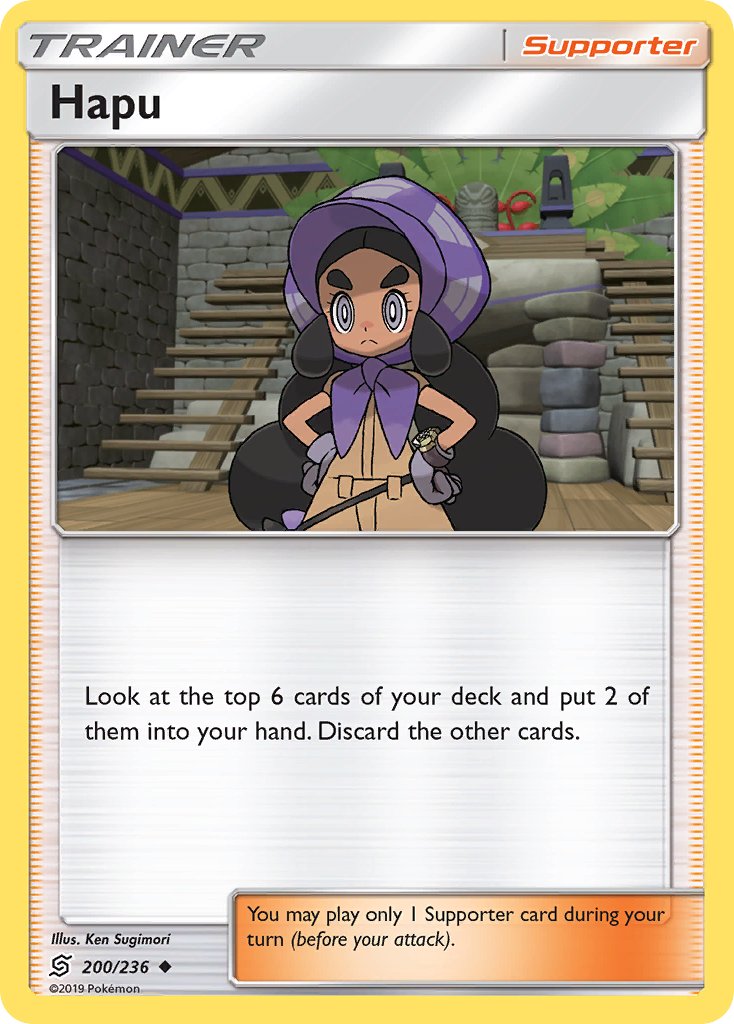 TRAINER
Supporter
Hapu
Look at the top 6 cards of your deck and put 2 of
them into your hand. Discard the other cards.
You may play only 1 Supporter card during your
turn (before your attack).
Illus. Ken Sugimori
200/236
©2019 Pokémon